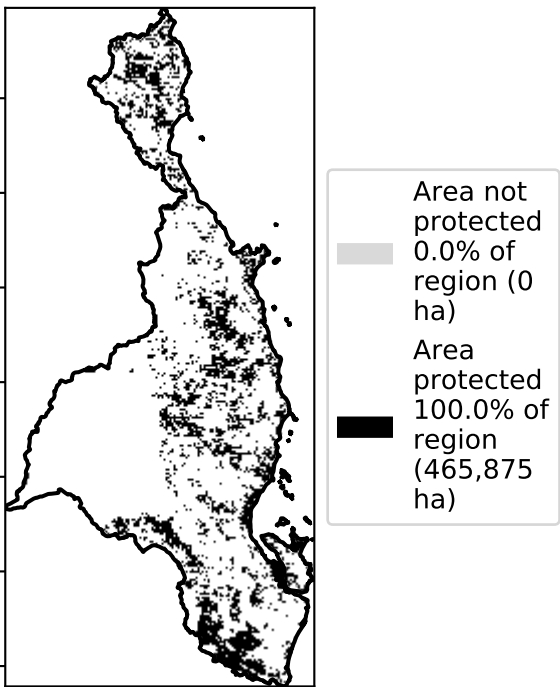 Area not
protected
0.0% of
region (0
ha)
Area
protected
100.0% of
region
(465,875
ha)